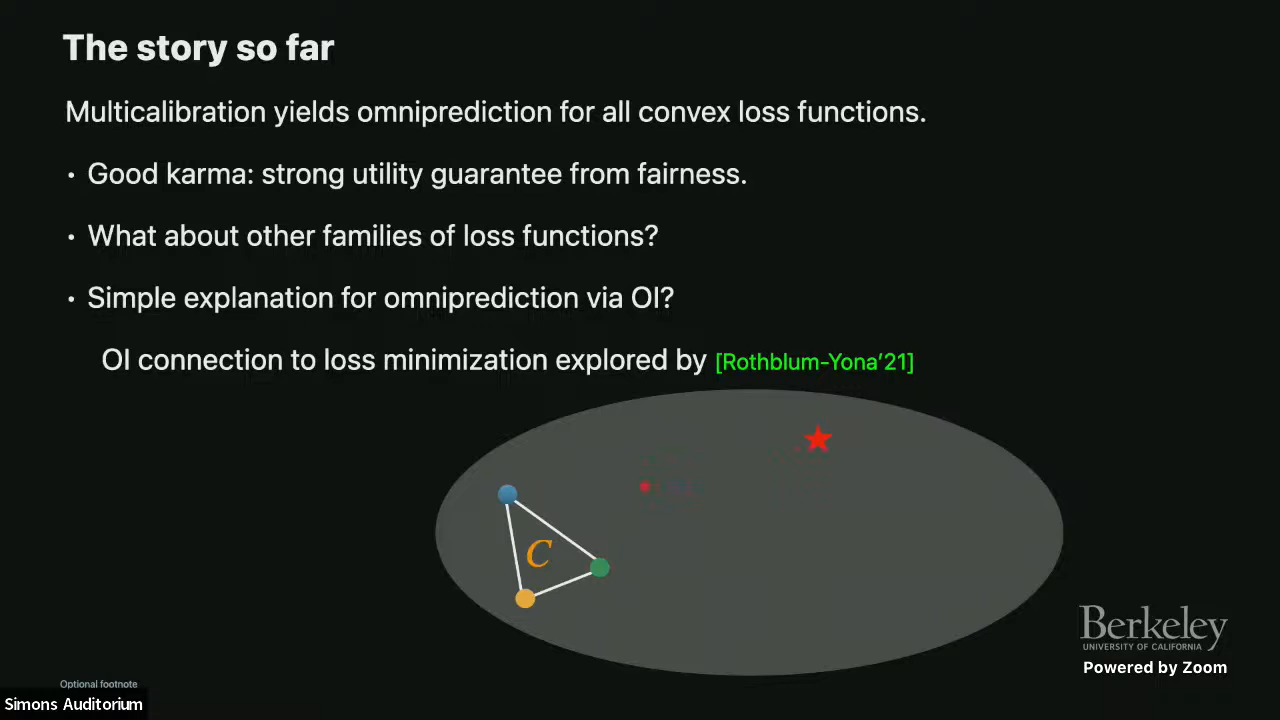 The story so far
Multicalibration yields omniprediction for all convex loss functions.
• Good karma: strong utility guarantee from fairness.
• What about other families of loss functions?
• Simple explanation for omniprediction via OI?
OI connection to loss minimization explored by [Rothblum-Yona'21]
C
Berkeley
UNIVERSITY OF CALIFORNIA
Powered by Zoom
Optional footnote
Simons Auditorium